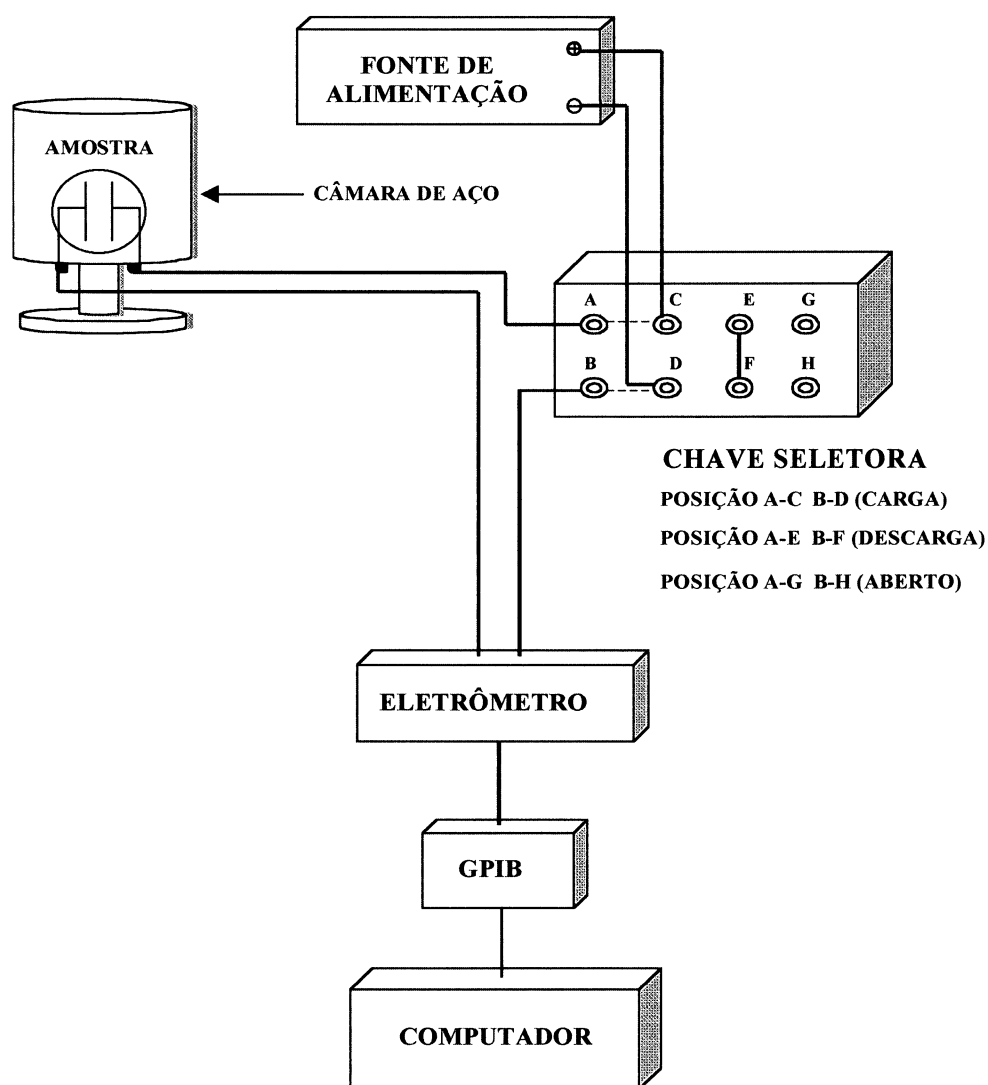 FONTE DE
ALIMENTAÇÃO
AMOSTRA
CÂMARA DE AÇO
A C E G
B D F H
CHAVE SELETORA
POSIÇÃO A-C B-D (CARGA)
POSIÇÃO A-E B-F (DESCARGA)
POSIÇÃO A-G B-H (ABERTO)
ELETRÔMETRO
GPIB
COMPUTADOR